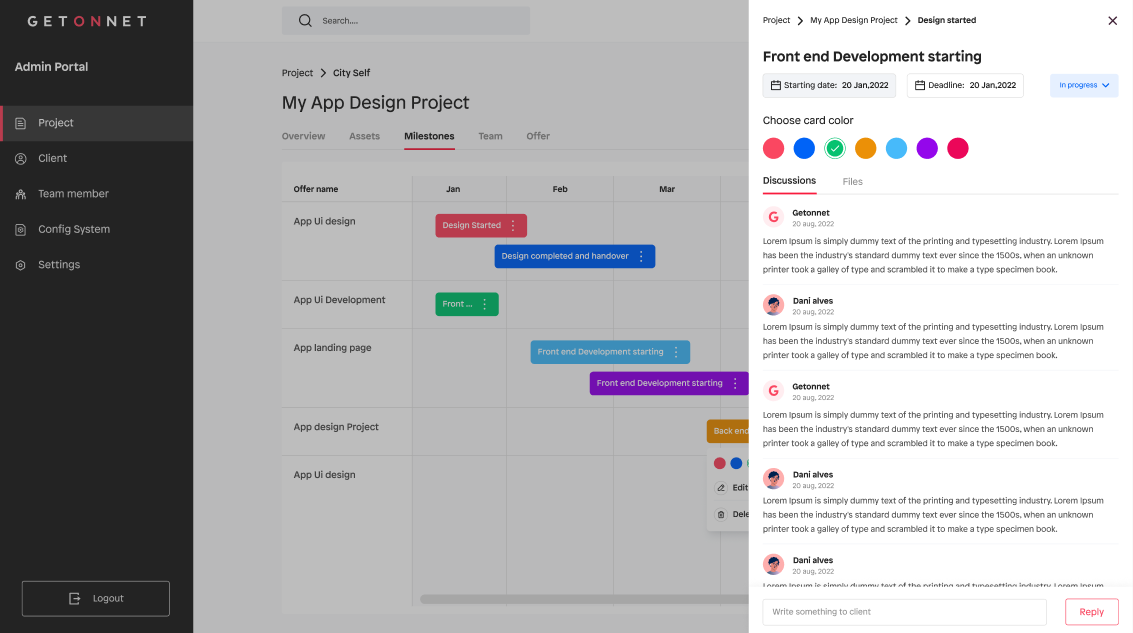 GETONNET
Admin Portal
Project
Client
Team member
Config System
Settings
Logout
Search....
Project > City Self
My App Design Project
Overview Assets Milestones Team Offer
Offer name Jan Feb Mar
App Ui design
Design Started
Design completed and handover
App Ui Development
Front ...
App landing page
Front end Development starting
Front end Development starting
App design Project
Back end
App Ui design
Edit
Project > My App Design Project > Design started
Front end Development starting
Starting date: 20 Jan,2022 Deadline: 20 Jan,2022 In progress
Choose card color
Discussions Files
G Getonnet
20 aug, 2022
Lorem Ipsum is simply dummy text of the printing and typesetting industry. Lorem Ipsum
has been the industry's standard dummy text ever since the 1500s, when an unknown
printer took a galley of type and scrambled it to make a type specimen book.
Dani alves
20 aug, 2022
Lorem Ipsum is simply dummy text of the printing and typesetting industry. Lorem Ipsum
has been the industry's standard dummy text ever since the 1500s, when an unknown
printer took a galley of type and scrambled it to make a type specimen book.
G Getonnet
20 aug, 2022
Lorem Ipsum is simply dummy text of the printing and typesetting industry. Lorem Ipsum
has been the industry's standard dummy text ever since the 1500s, when an unknown
printer took a galley of type and scrambled it to make a type specimen book.
Dani alves
20 aug, 2022
Lorem Ipsum is simply dummy text of the printing and typesetting industry. Lorem Ipsum
has been the industry's standard dummy text ever since the 1500s, when an unknown
printer took a galley of type and scrambled it to make a type specimen book.
Dani alves
20 aug, 2022
Lorem Ipsum is simply dummy text of the printing and typesetting industry. Lorem Ipsum
Write something to client
Reply